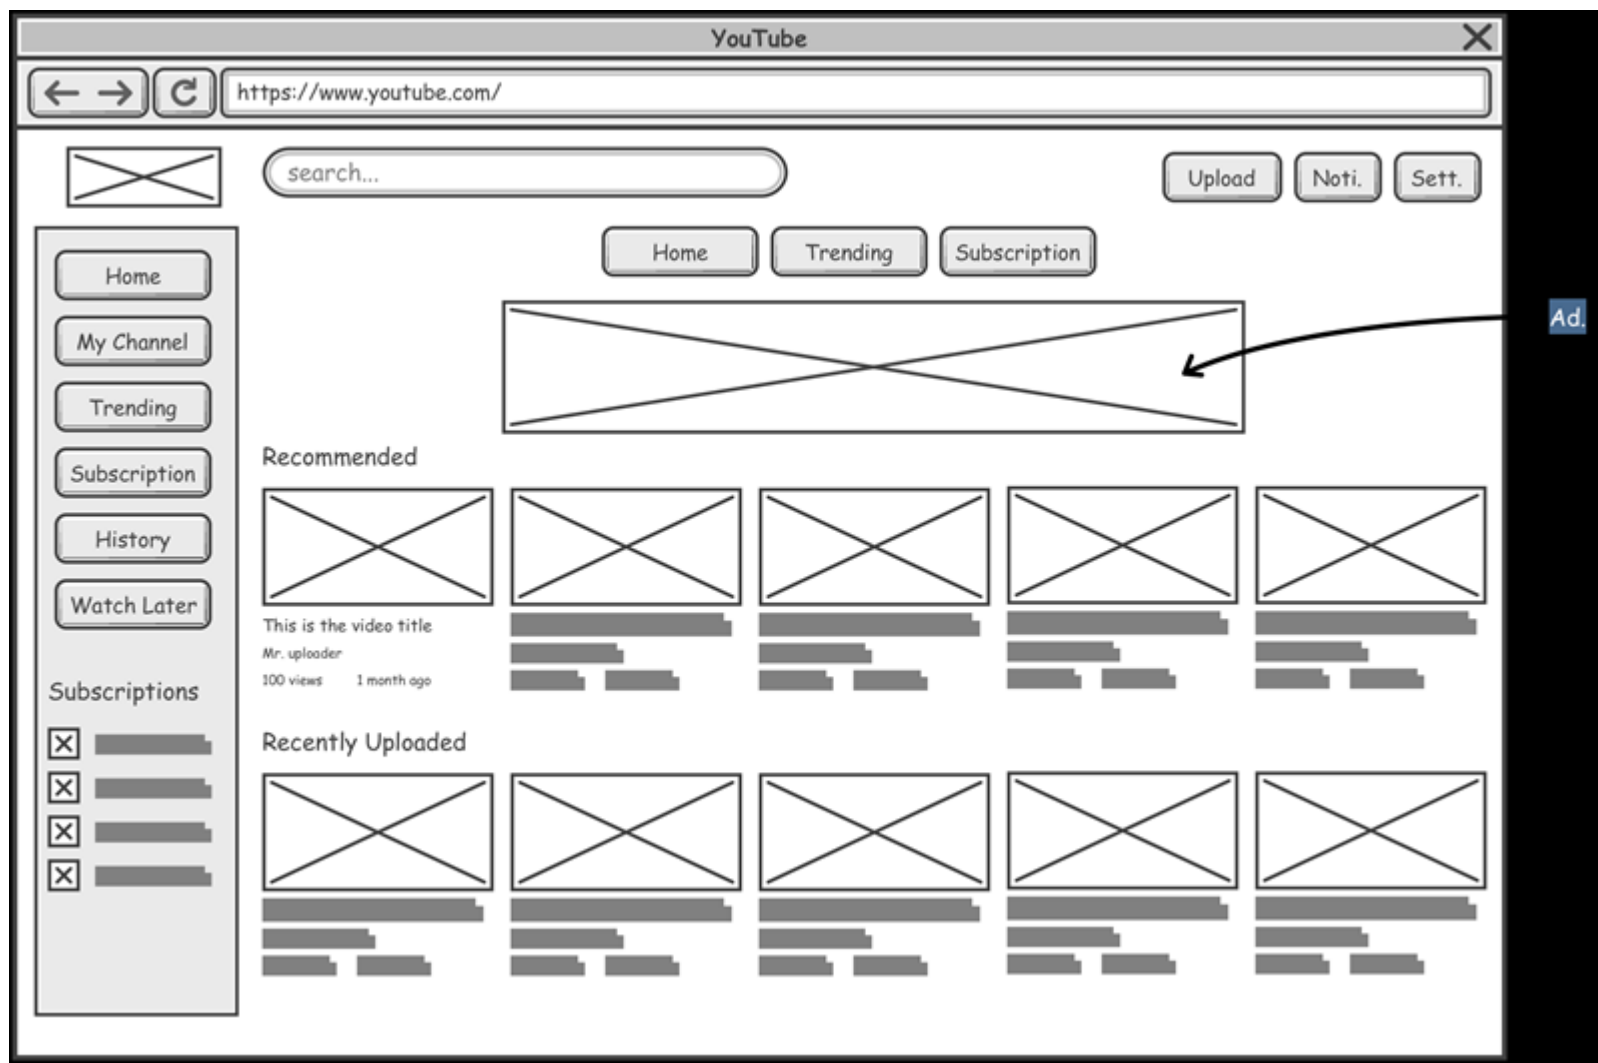 YouTube
https://www.youtube.com/
search...
Upload
Noti.
Sett.
Home
Trending
Subscription
Ad.
Home
My Channel
Trending
Subscription
History
Watch Later
Subscriptions
Recommended
This is the video title
Mr. uploader
100 views 1 month ago
Recently Uploaded